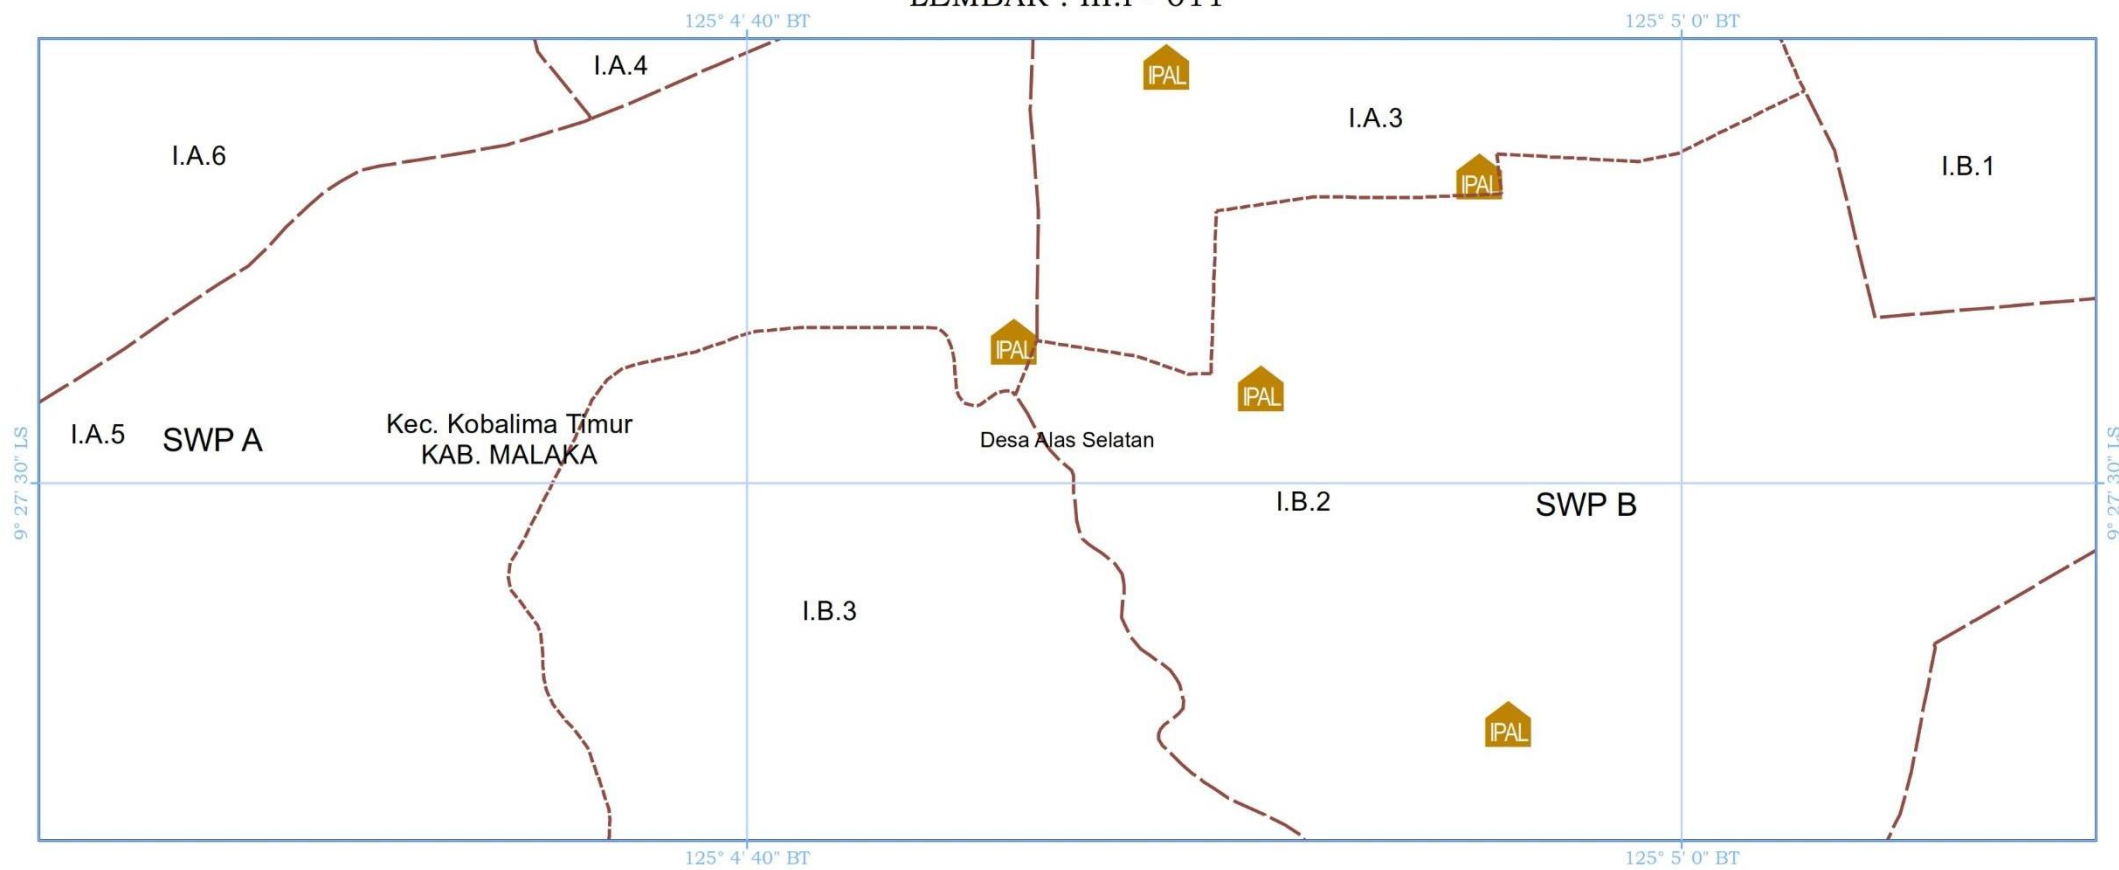 125° 4' 40" BT
125° 5' 0" BT
I.A.4
IPAL
I.A.3
I.A.6
I.B.1
IPAL
IPAL
IPAL
Kec. Kobalima Timur
KAB. MALAKA
I.A.5
SWP A
Desa Alas Selatan
9° 27' 30" LS
9° 27' 30" LS
I.B.2
SWP B
I.B.3
IPAL
125° 4' 40" BT
125° 5' 0" BT